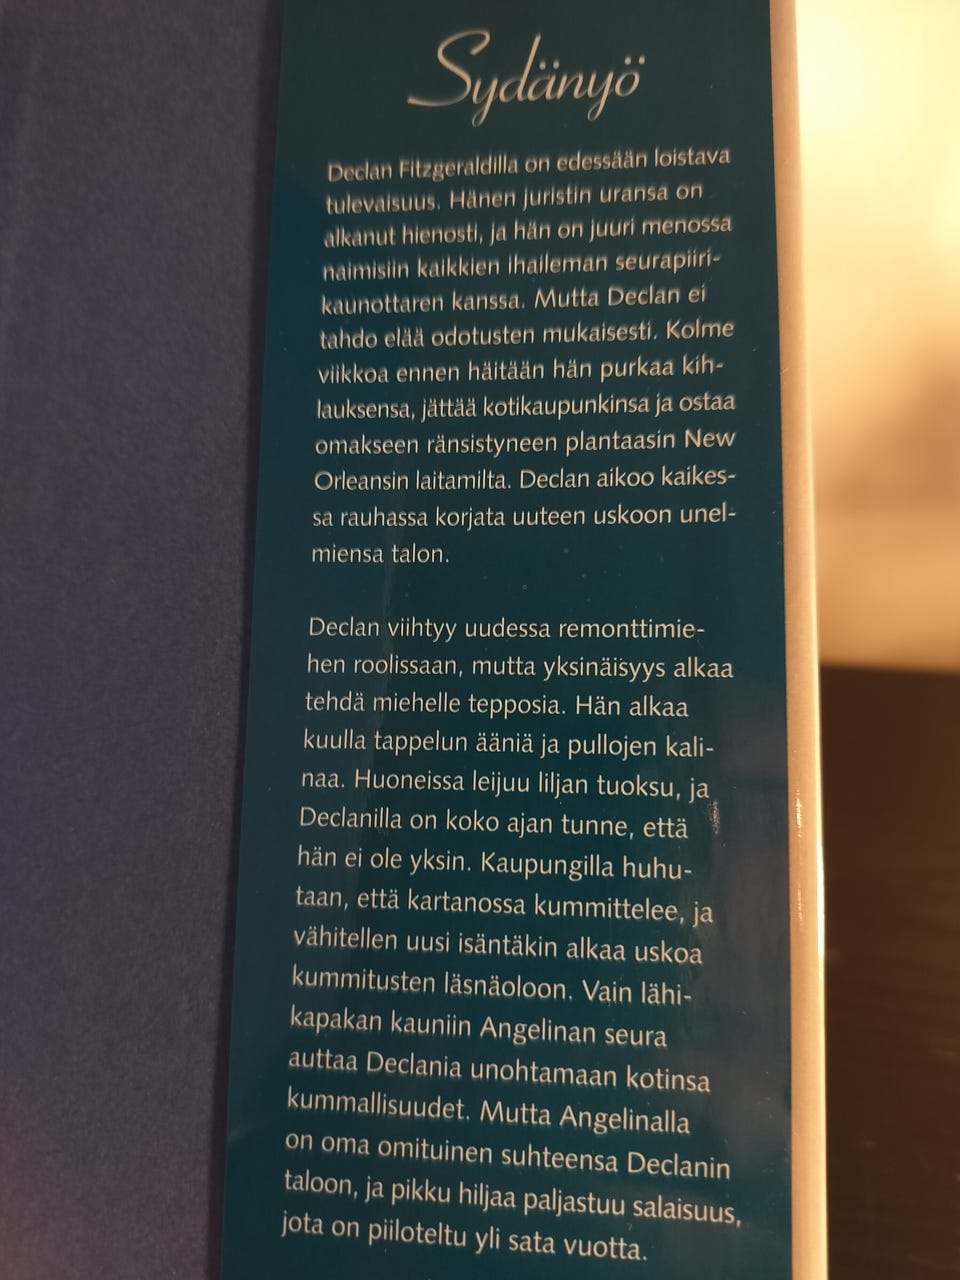 Sydänyö
Declan Fitzgeraldilla on edessään loistava
tulevaisuus. Hänen juristin uransa on
alkanut hienosti, ja hän on juuri menossa
naimisiin kaikkien ihaileman seurapiiri-
kaunottaren kanssa. Mutta Declan ei
tahdo elää odotusten mukaisesti. Kolme
viikkoa ennen häitään hän purkaa kih-
lauksensa, jättää kotikaupunkinsa ja ostaa
omakseen ränsistyneen plantaasin New
Orleansin laitamilta. Declan aikoo kaikes-
sa rauhassa korjata uuteen uskoon unel-
miensa talon.
Declan viihtyy uudessa remonttimie-
hen roolissaan, mutta yksinäisyys alkaa
tehdä miehelle tepposia. Hän alkaa
kuulla tappelun ääniä ja pullojen kali-
naa. Huoneissa leijuu liljan tuoksu, ja
Declanilla on koko ajan tunne, että
hän ei ole yksin. Kaupungilla huhu-
taan, että kartanossa kummittelee, ja
vähitellen uusi isäntäkin alkaa uskoa
kummitusten läsnäoloon. Vain lähi-
kapakan kauniin Angelinan seura
auttaa Declania unohtamaan kotinsa
kummallisuudet. Mutta Angelinalla
on oma omituinen suhteensa Declanin
taloon, ja pikku hiljaa paljastuu salaisuus,
jota on piiloteltu yli sata vuotta.